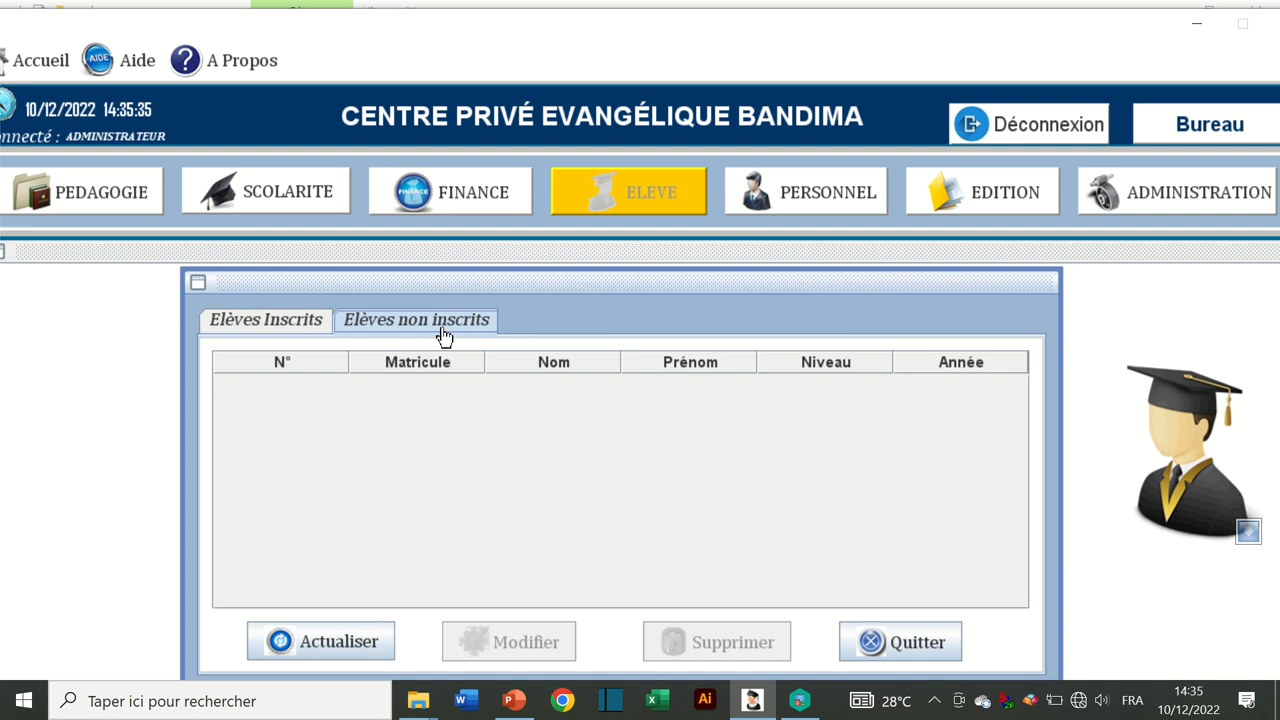 Accueil
AIDE
Aide
?
A Propos
10/12/2022 14:35:35
nnecté : ADMINISTRATEUR
CENTRE PRIVÉ EVANGÉLIQUE BANDIMA
Déconnexion
Bureau
PEDAGOGIE
SCOLARITE
FINANCE
FINANCE
ELEVE
PERSONNEL
EDITION
ADMINISTRATION
Elèves Inscrits
Elèves non inscrits
N° Matricule Nom Prénom Niveau Année
Actualiser
Modifier
Supprimer
Quitter
Taper ici pour rechercher
Ai
28°C
FRA
14:35
10/12/2022